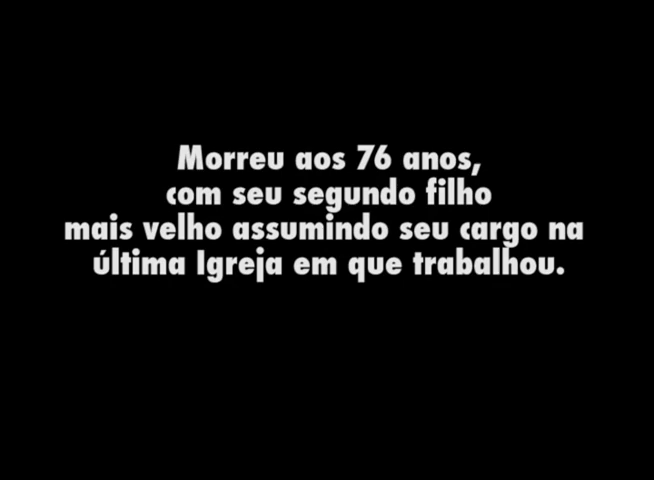 Morreu aos 76 anos,
com seu segundo filho
mais velho assumindo seu cargo na
última Igreja em que trabalhou.